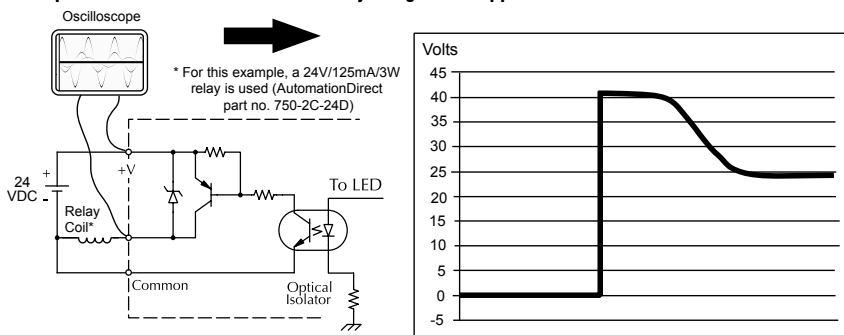 Oscilloscope
* For this example, a 24V/125mA/3W
relay is used (AutomationDirect
part no. 750-2C-24D)
+
24
VDC -
+V
Relay
Coil*
Common
To LED
Optical
Isolator
Volts
45
40
35
30
25
20
15
10
5
0
-5